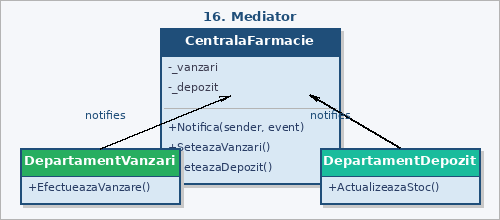 16. Mediator
CentralaFarmacie
-_vanzari
-_depozit
notifies
notifies
+Notifica(sender, event)
+SeteazaVanzari()
eteazaDepozit()
DepartamentVanzari
+EfectueazaVanzare()
DepartamentDepozit
+ActualizeazaStoc()